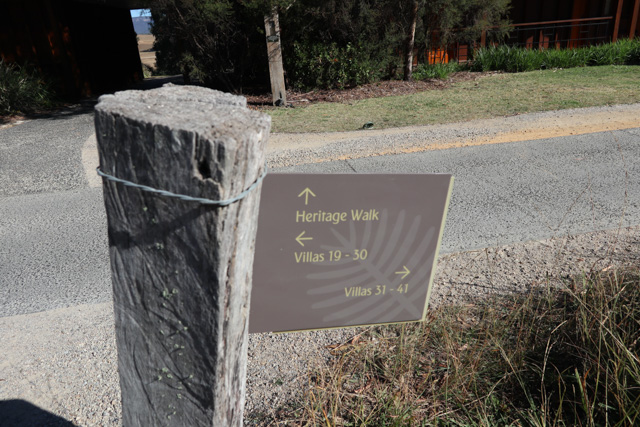 ↑
Heritage Walk
←
Villas 19 - 30
→
Villas 31 - 41